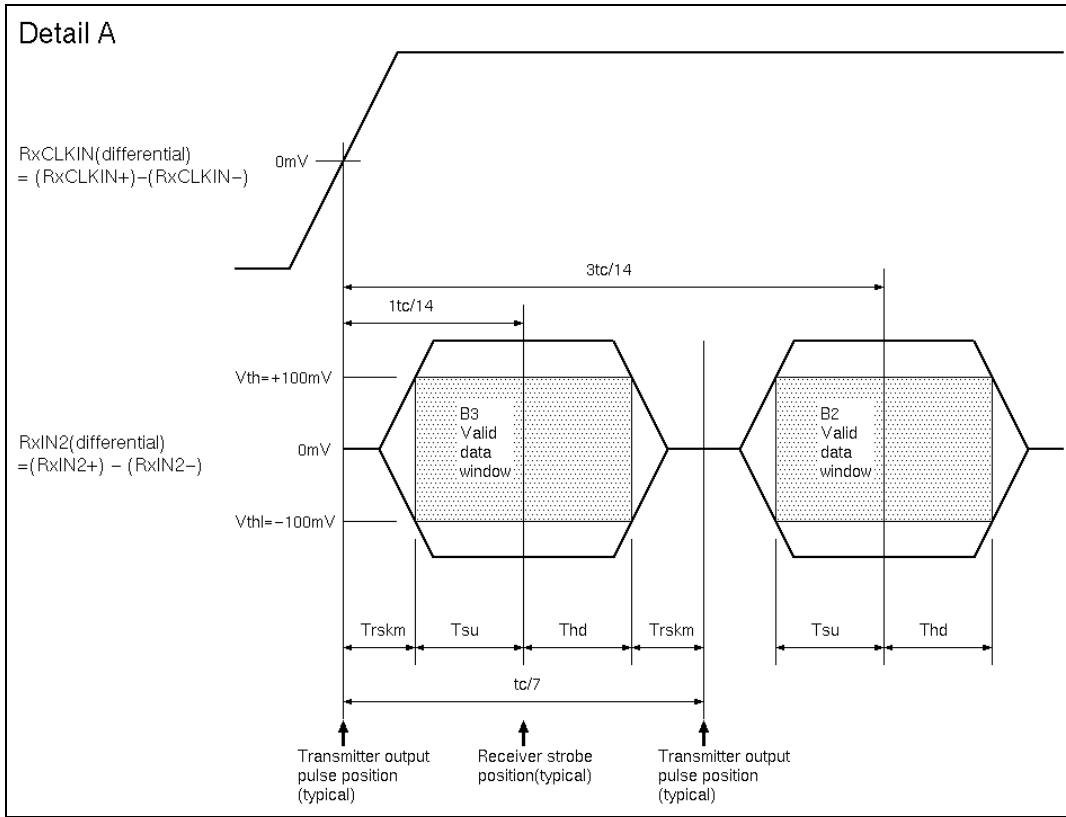 Detail A
RxCLKIN(differential)
= (RxCLKIN+)−(RxCLKIN−)
0mV
3tc/14
1tc/14
Vth=+100mV
B3
Valid
data
window
B2
Valid
data
window
RxIN2(differential)
=(RxIN2+) − (RxIN2−)
0mV
Vthl=−100mV
Trskm
Tsu
Thd
Trskm
Tsu
Thd
tc/7
Transmitter output
pulse position
(typical)
Receiver strobe
position(typical)
Transmitter output
pulse position
(typical)